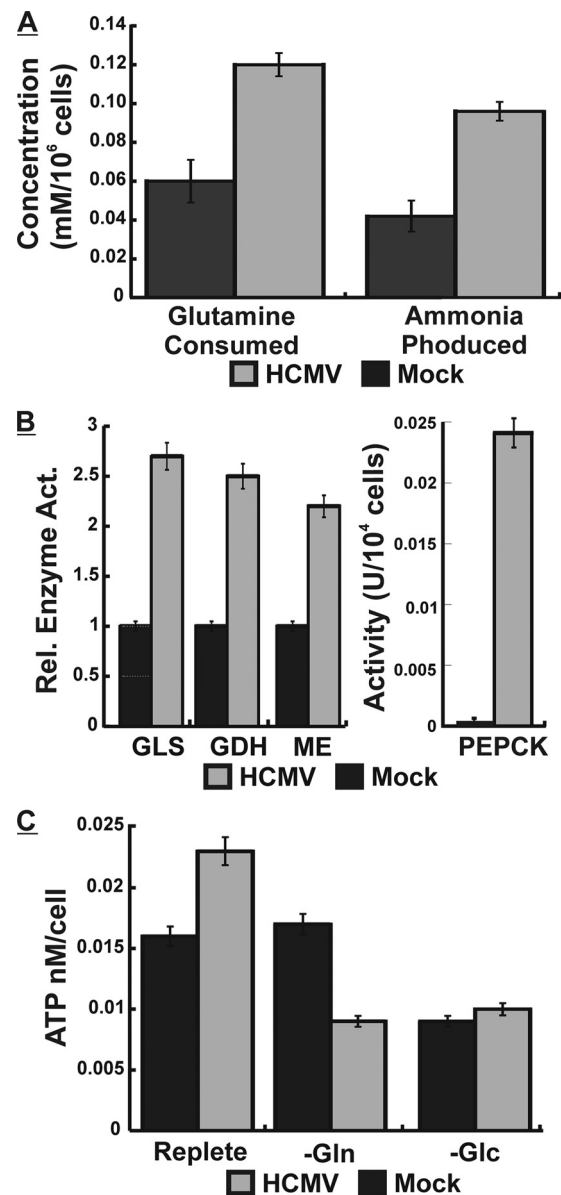 A
Concentration
(mM/10⁶ cells)
0.14
0.12
0.10
0.08
0.06
0.04
0.02
0
Glutamine Ammonia
Consumed Phoduced
HCMV Mock
B
Rel. Enzyme Act.
3
2.5
2
1.5
1
0.5
0
GLS GDH ME
Activity (U/10⁴ cells)
0.025
0.02
0.015
0.01
0.005
0
PEPCK
HCMV Mock
C
ATP nM/cell
0.025
0.02
0.015
0.01
0.005
0
Replete -Gln -Glc
HCMV Mock